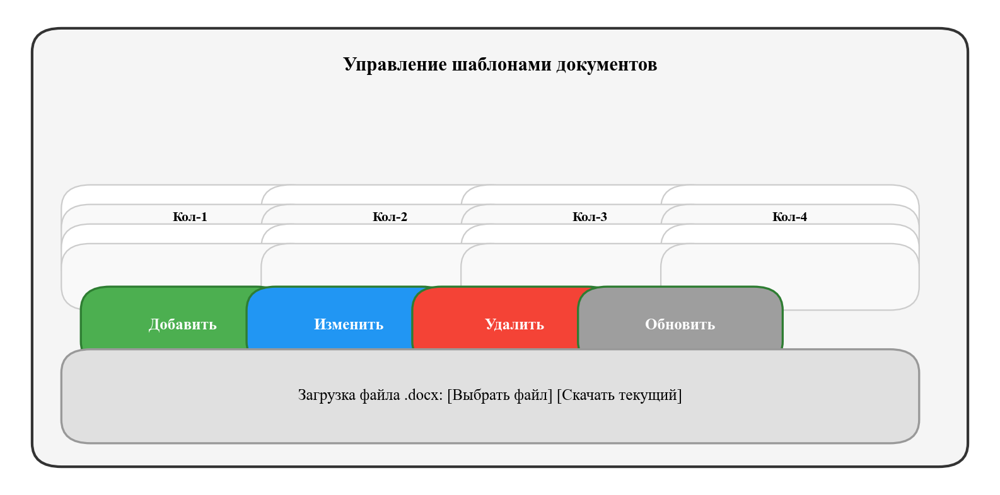 Управление шаблонами документов
Кол-1 Кол-2 Кол-3 Кол-4
Добавить Изменить Удалить Обновить
Загрузка файла .docx: [Выбрать файл] [Скачать текущий]